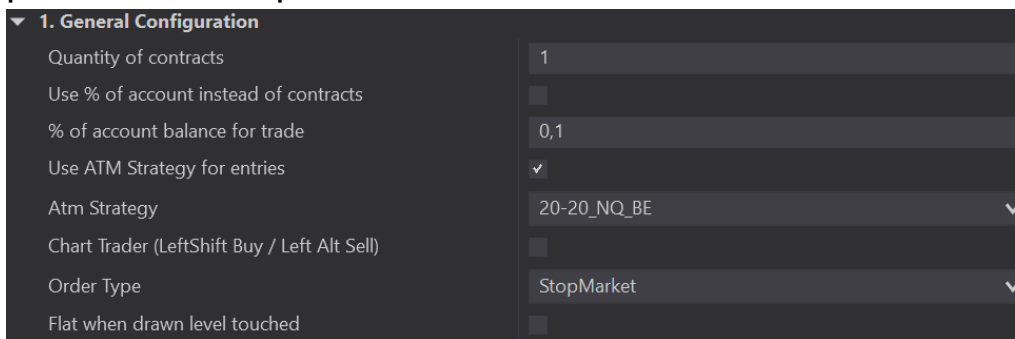 1. General Configuration
Quantity of contracts 1
Use % of account instead of contracts
% of account balance for trade 0,1
Use ATM Strategy for entries
Atm Strategy 20-20_NQ_BE
Chart Trader (LeftShift Buy / Left Alt Sell)
Order Type StopMarket
Flat when drawn level touched